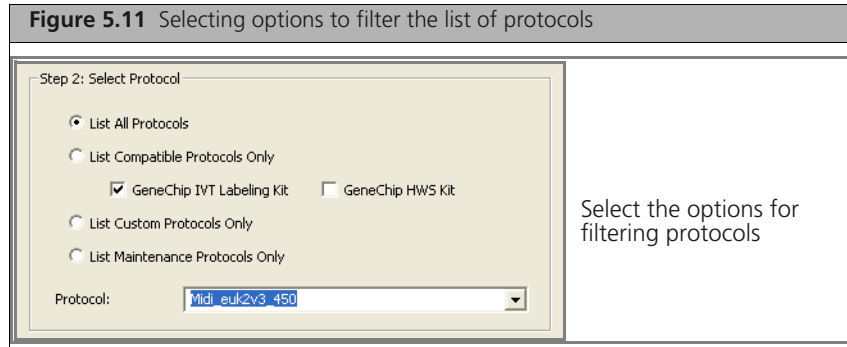 Figure 5.11 Selecting options to filter the list of protocols
Step 2: Select Protocol
List All Protocols
List Compatible Protocols Only
GeneChip IVT Labeling Kit GeneChip HWS Kit
List Custom Protocols Only
List Maintenance Protocols Only
Protocol: Midi_euk2v3_450
Select the options for
filtering protocols